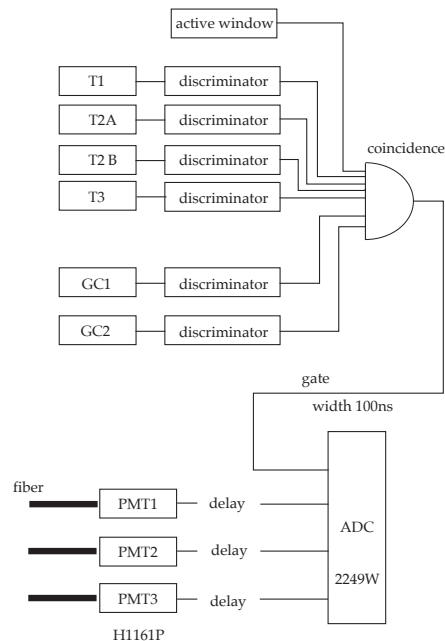 active window
T1
discriminator
T2A
discriminator
coincidence
T2 B
discriminator
T3
discriminator
GC1
discriminator
GC2
discriminator
gate
width 100ns
fiber
PMT1
delay
ADC
PMT2
delay
2249W
PMT3
delay
H1161P